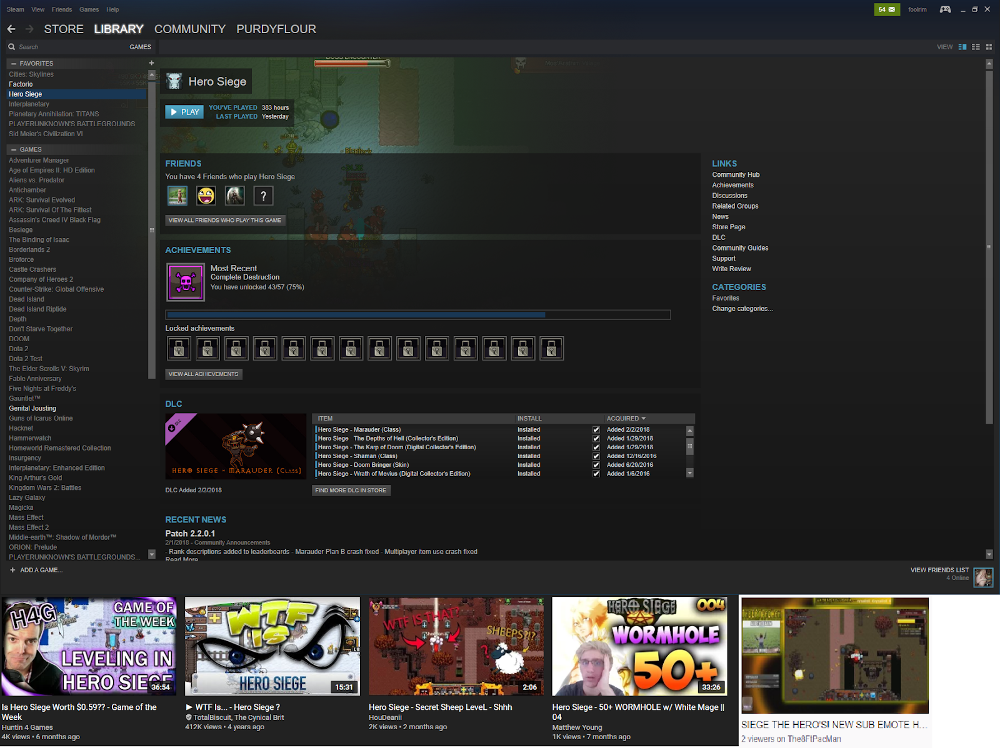 Steam View Friends Games Help
54 foolrim
STORE LIBRARY COMMUNITY PURDYFLOUR
Search GAMES VIEW
FAVORITES
Cities: Skylines
Factorio
Hero Siege
Interplanetary
Planetary Annihilation: TITANS
PLAYERUNKNOWN'S BATTLEGROUNDS
Sid Meier's Civilization VI
GAMES
Adventurer Manager
Age of Empires II: HD Edition
Aliens vs. Predator
Antichamber
ARK: Survival Evolved
ARK: Survival Of The Fittest
Assassin's Creed IV Black Flag
Besiege
The Binding of Isaac
Borderlands 2
Broforce
Castle Crashers
Company of Heroes 2
Counter-Strike: Global Offensive
Dead Island
Dead Island Riptide
Depth
Don't Starve Together
DOOM
Dota 2
Dota 2 Test
The Elder Scrolls V: Skyrim
Fable Anniversary
Five Nights at Freddy's
Gauntlet™
Genital Jousting
Guns of Icarus Online
Hacknet
Hammerwatch
Homeworld Remastered Collection
Insurgency
Interplanetary: Enhanced Edition
King Arthur's Gold
Kingdom Wars 2: Battles
Lazy Galaxy
Magicka
Mass Effect
Mass Effect 2
Middle-earth™: Shadow of Mordor™
ORION: Prelude
PLAYERUNKNOWN'S BATTLEGROUNDS...
+ ADD A GAME...
BOSS ENCOUNTER
Hero Siege
PLAY
YOU'VE PLAYED 383 hours
LAST PLAYED Yesterday
FRIENDS
You have 4 Friends who play Hero Siege
?
VIEW ALL FRIENDS WHO PLAY THIS GAME
ACHIEVEMENTS
Most Recent
Complete Destruction
You have unlocked 43/57 (75%)
Locked achievements
VIEW ALL ACHIEVEMENTS
DLC
DLC
HERO SIEGE - MARAUDER (CLASS)
DLC Added 2/2/2018
ITEM INSTALL ACQUIRED
Hero Siege - Marauder (Class) Installed Added 2/2/2018
Hero Siege - The Depths of Hell (Collector's Edition) Installed Added 1/29/2018
Hero Siege - The Karp of Doom (Digital Collector's Edition) Installed Added 1/29/2018
Hero Siege - Shaman (Class) Installed Added 12/16/2016
Hero Siege - Doom Bringer (Skin) Installed Added 6/20/2016
Hero Siege - Wrath of Mevius (Digital Collector's Edition) Installed Added 1/6/2016
FIND MORE DLC IN STORE
RECENT NEWS
Patch 2.2.0.1
2/1/2018 - Community Announcements
- Rank descriptions added to leaderboards - Marauder Plan B crash fixed - Multiplayer item use crash fixed
Read More
LINKS
Community Hub
Achievements
Discussions
Related Groups
News
Store Page
DLC
Community Guides
Support
Write Review
CATEGORIES
Favorites
Change categories...
VIEW FRIENDS LIST
4 Online
H4G
GAME OF
THE WEEK
LEVELING IN
HERO SIEGE
36:54
Is Hero Siege Worth $0.59?? - Game of the
Week
Huntin 4 Games
4K views • 6 months ago
WTF
IS
HERO SIEGE
15:31
► WTF Is... - Hero Siege ?
TotalBiscuit, The Cynical Brit
412K views • 4 years ago
WTF IS THAT?
SHEEPS?!?
2:06
Hero Siege - Secret Sheep LeveL - Shhh
HouDeanii
2K views • 2 months ago
HERO SIEGE
004
WORMHOLE
50+
33:26
Hero Siege - 50+ WORMHOLE w/ White Mage ||
04
Matthew Young
1K views • 7 months ago
SIEGE THE HERO'S! NEW SUB EMOTE H...
2 viewers on The8FtPacMan